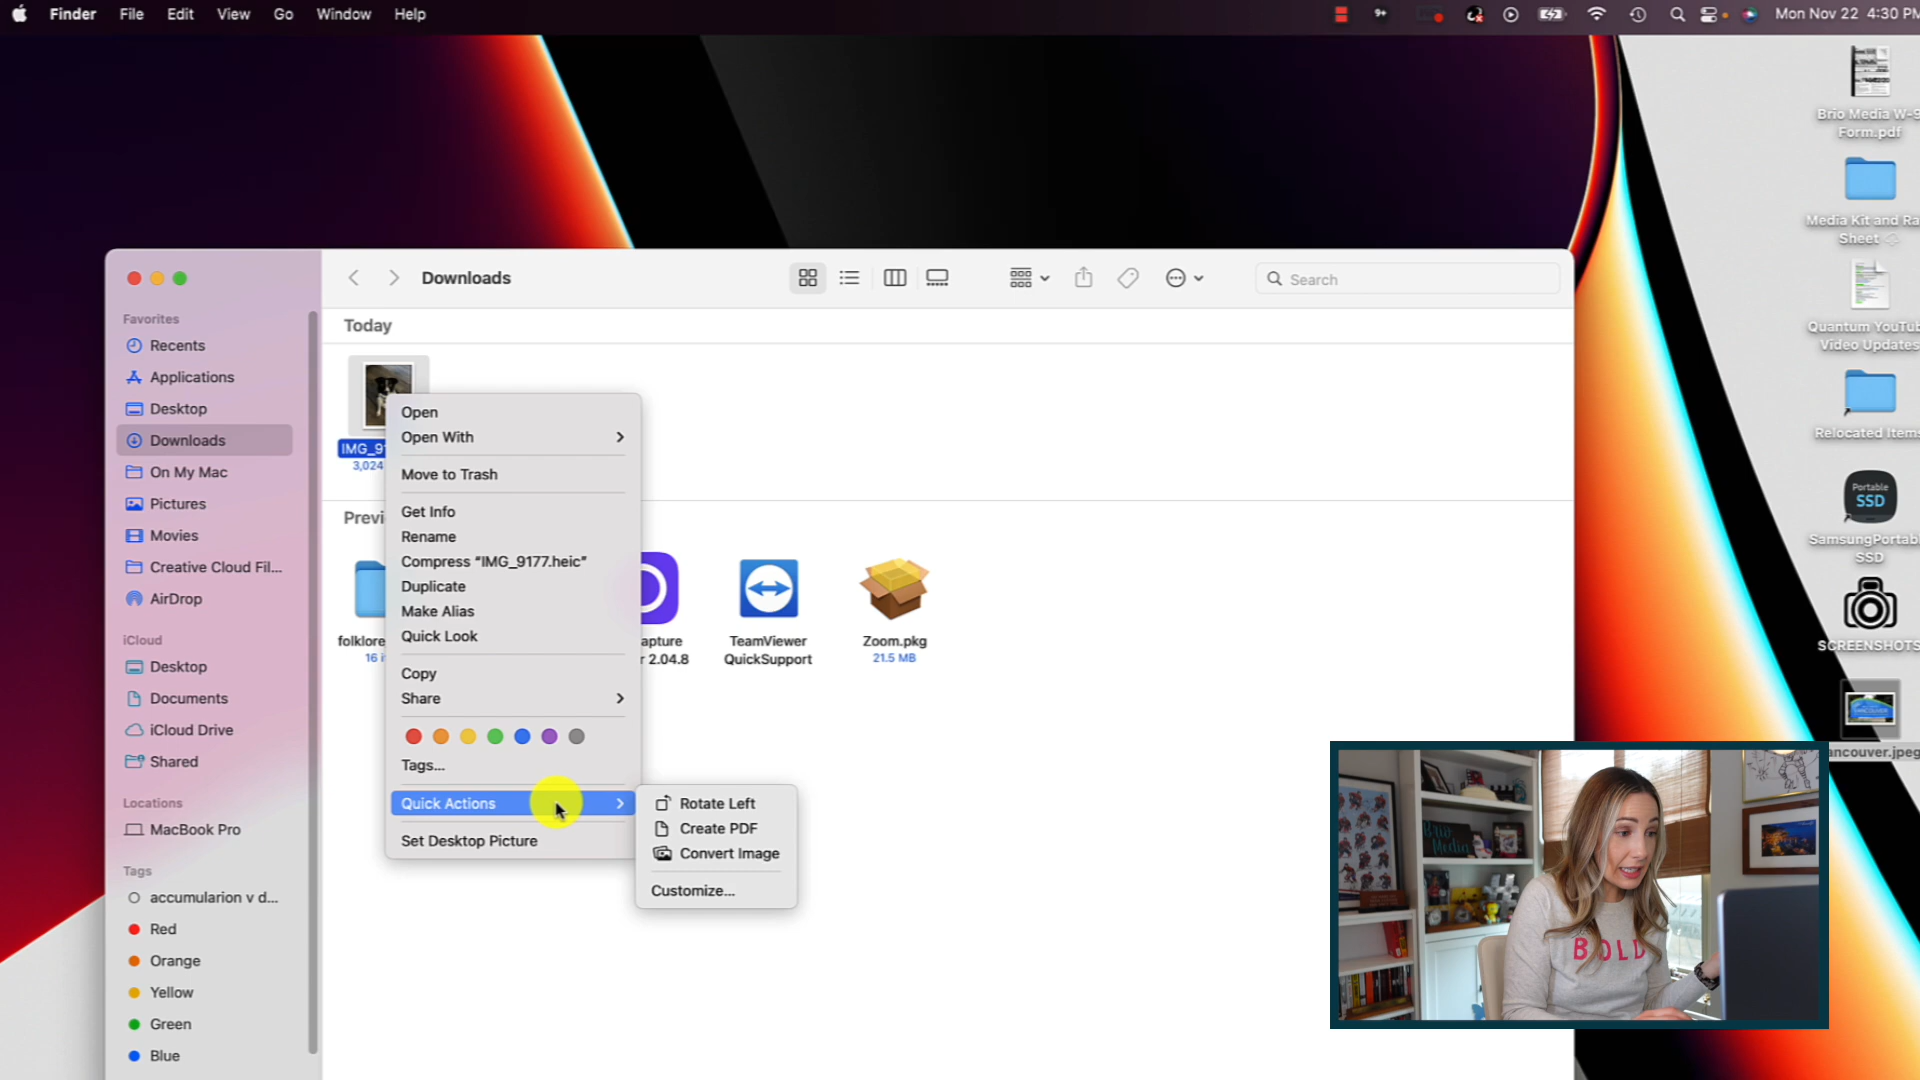 Finder File Edit View Go Window Help
9+
Mon Nov 22 4:30 PM
Brio Media W-9
Form.pdf
Media Kit and Ra
Sheet
Quantum YouTub
Video Updates
Relocated Items
Portable
SSD
SamsungPortabl
SSD
SCREENSHOTS
ancouver.jpeg
Downloads
Search
Favorites
Recents
Applications
Desktop
Downloads
On My Mac
Pictures
Movies
Creative Cloud Fil...
AirDrop
iCloud
Desktop
Documents
iCloud Drive
Shared
Locations
MacBook Pro
Tags
accumularion v d...
Red
Orange
Yellow
Green
Blue
Today
IMG_9
3,024
Previ
folklore
16 i
apture
r 2.04.8
TeamViewer
QuickSupport
Zoom.pkg
21.5 MB
Open
Open With
Move to Trash
Get Info
Rename
Compress “IMG_9177.heic”
Duplicate
Make Alias
Quick Look
Copy
Share
Tags...
Quick Actions
Set Desktop Picture
Rotate Left
Create PDF
Convert Image
Customize...
Brio
Media
BOLD